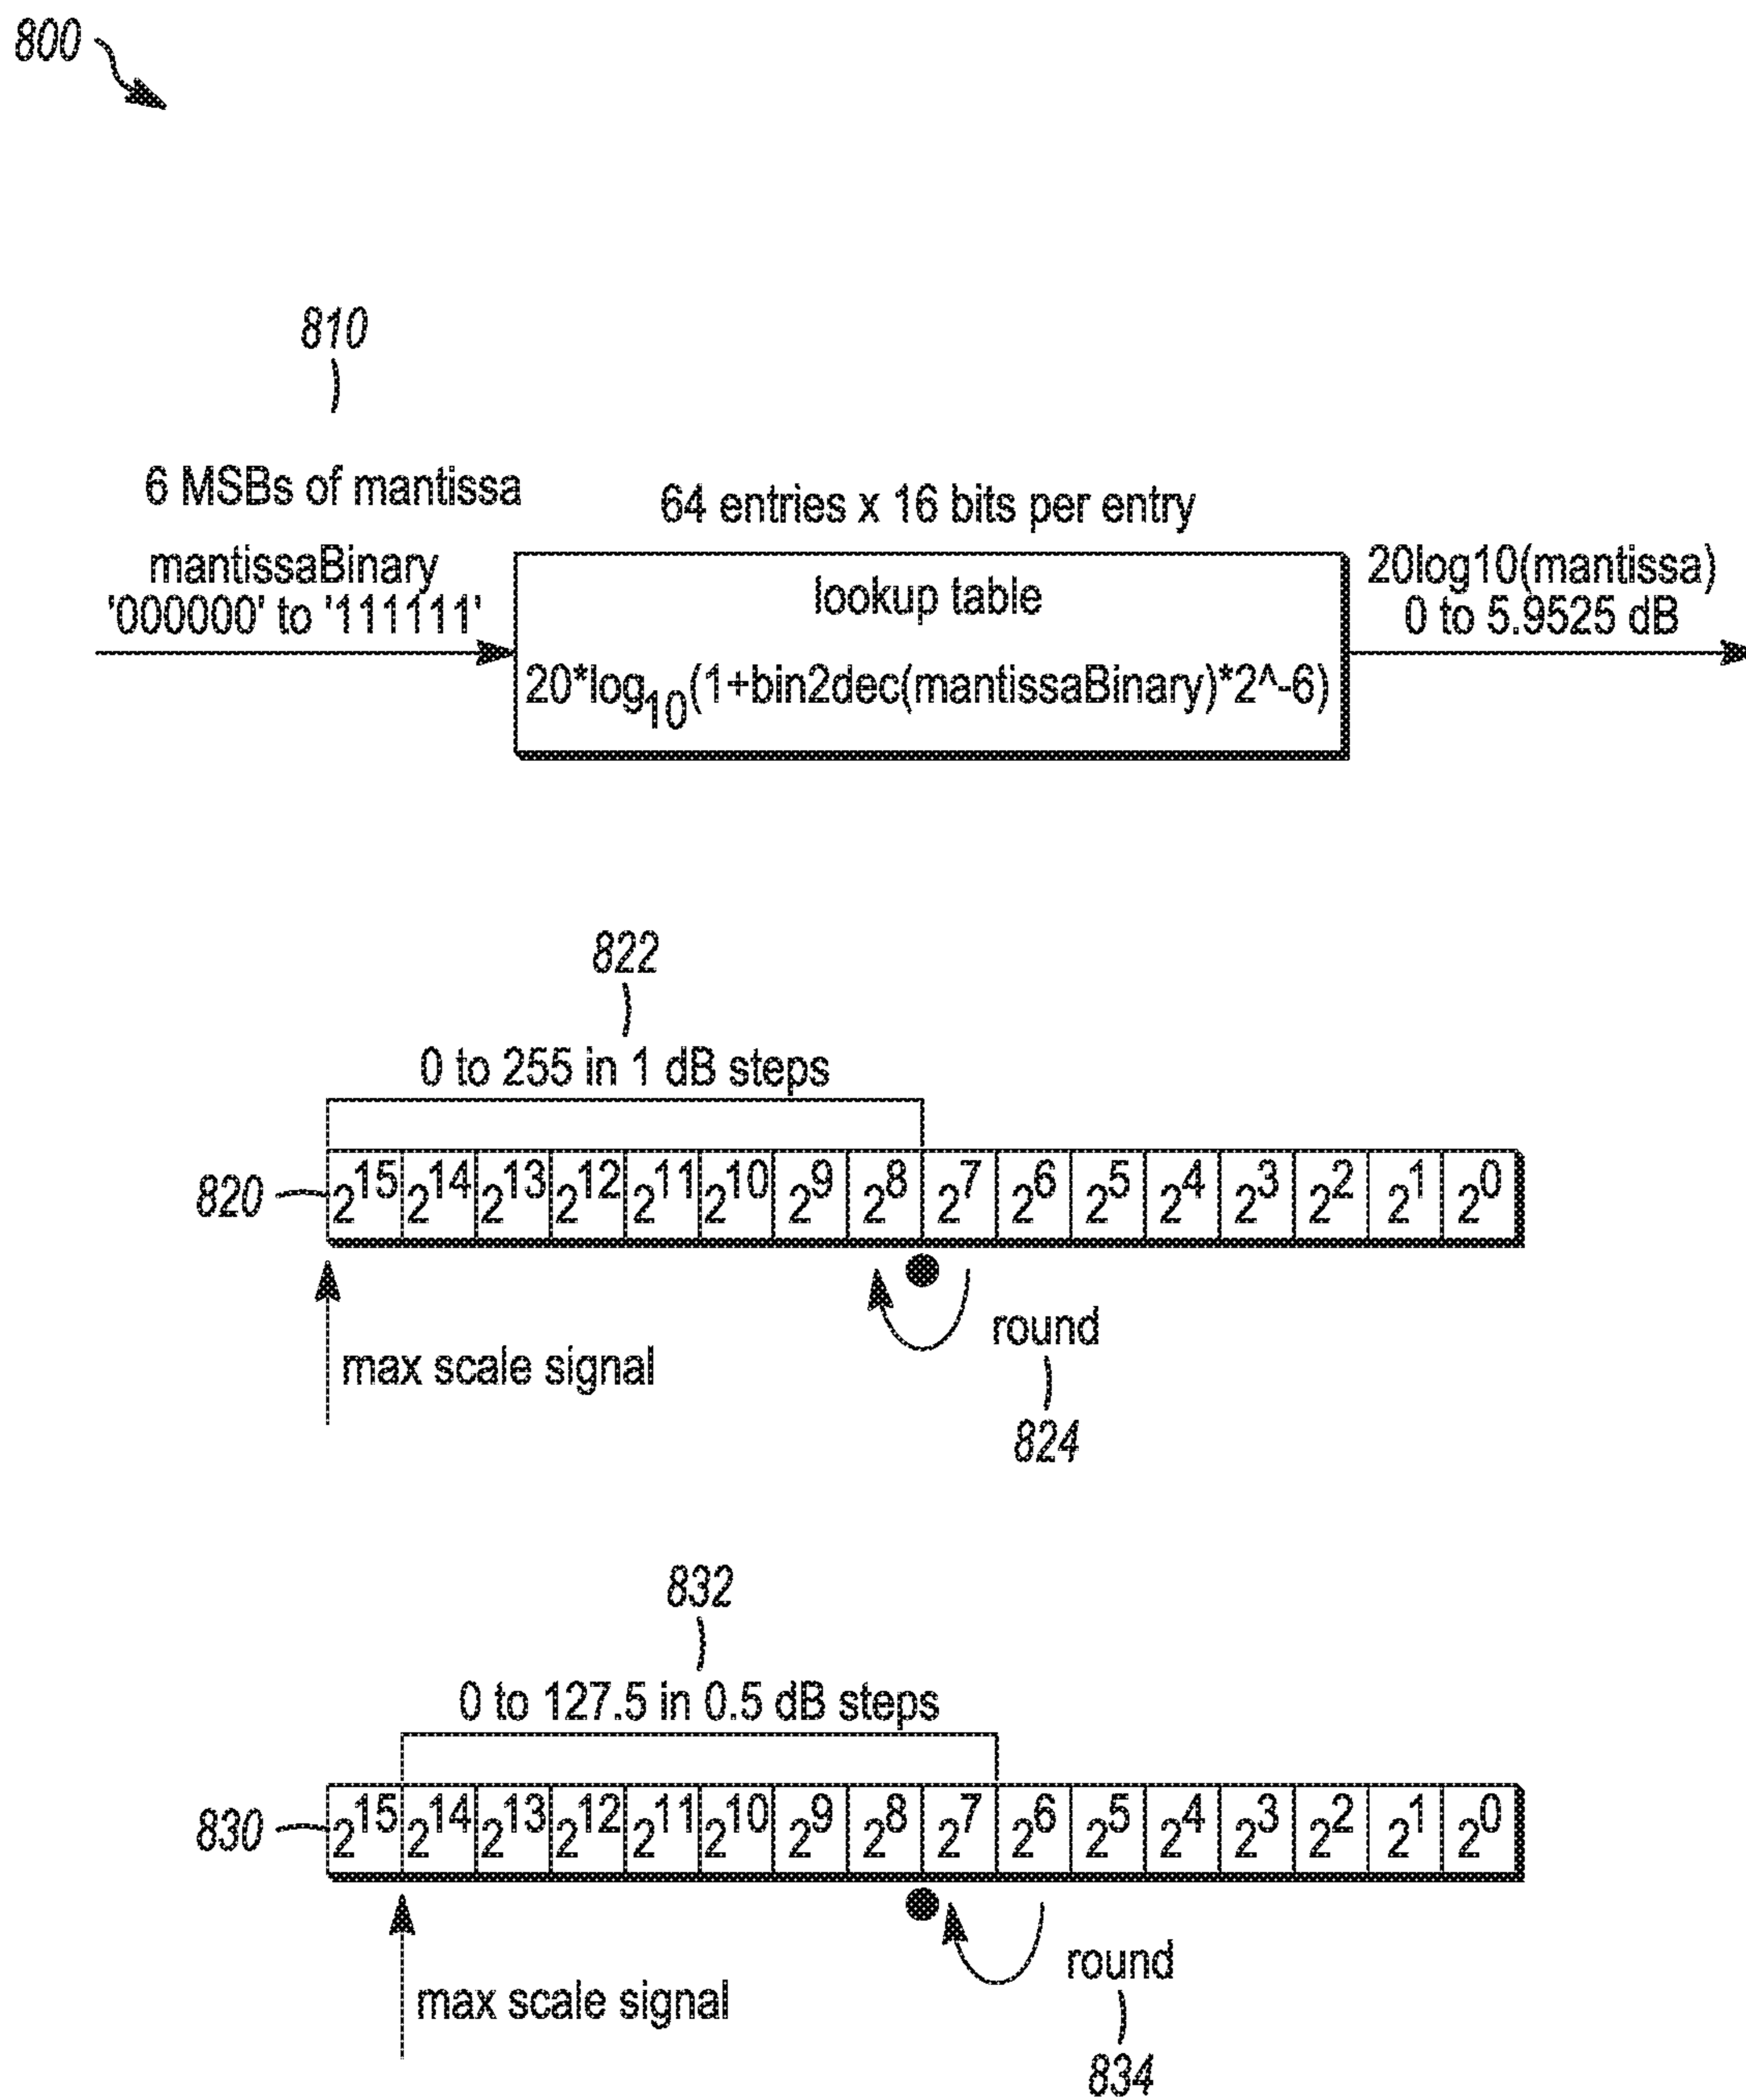 800
810
6 MSBs of mantissa
mantissaBinary
'000000' to '111111'
64 entries x 16 bits per entry
lookup table
20*log10(1+bin2dec(mantissaBinary)*2^-6)
20log10(mantissa)
0 to 5.9525 dB
822
0 to 255 in 1 dB steps
820
2^15 2^14 2^13 2^12 2^11 2^10 2^9 2^8 2^7 2^6 2^5 2^4 2^3 2^2 2^1 2^0
round
max scale signal
824
832
0 to 127.5 in 0.5 dB steps
830
2^15 2^14 2^13 2^12 2^11 2^10 2^9 2^8 2^7 2^6 2^5 2^4 2^3 2^2 2^1 2^0
round
max scale signal
834